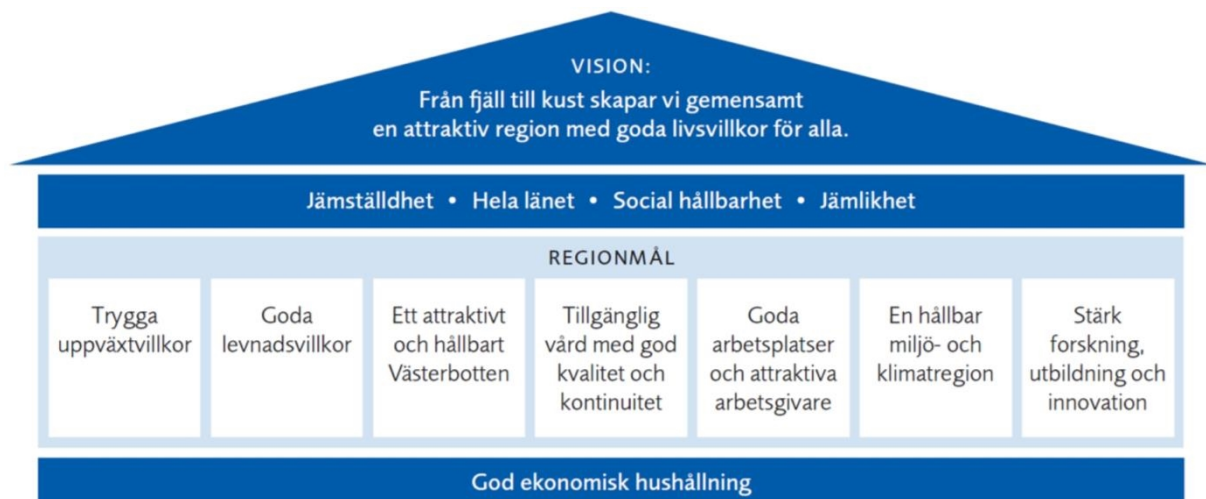 VISION:
Från fjäll till kust skapar vi gemensamt
en attraktiv region med goda livsvillkor för alla.
Jämställdhet • Hela länet • Social hållbarhet • Jämlikhet
REGIONMÅL
Trygga
uppväxtvillkor
Goda
levnadsvillkor
Ett attraktivt
och hållbart
Västerbotten
Tillgänglig
vård med god
kvalitet och
kontinuitet
Goda
arbetsplatser
och attraktiva
arbetsgivare
En hållbar
miljö- och
klimatregion
Stärk
forskning,
utbildning och
innovation
God ekonomisk hushållning